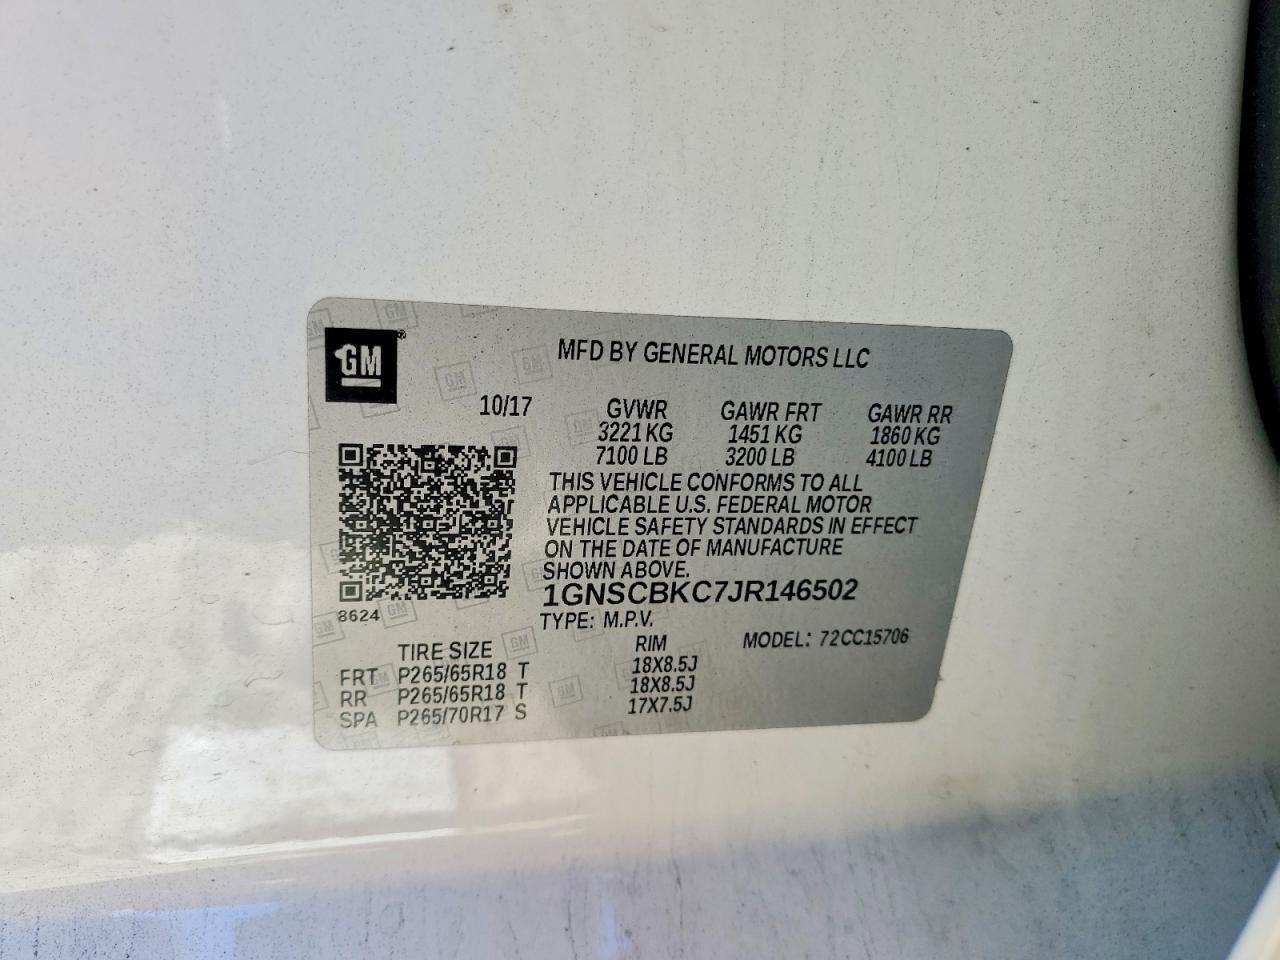 GM
MFD BY GENERAL MOTORS LLC
10/17 GVWR GAWR FRT GAWR RR
3221 KG 1451 KG 1860 KG
7100 LB 3200 LB 4100 LB
THIS VEHICLE CONFORMS TO ALL
APPLICABLE U.S. FEDERAL MOTOR
VEHICLE SAFETY STANDARDS IN EFFECT
ON THE DATE OF MANUFACTURE
SHOWN ABOVE.
1GNSCBKC7JR146502
8624
TYPE: M.P.V. MODEL: 72CC15706
TIRE SIZE RIM
FRT P265/65R18 T 18X8.5J
RR P265/65R18 T 18X8.5J
SPA P265/70R17 S 17X7.5J